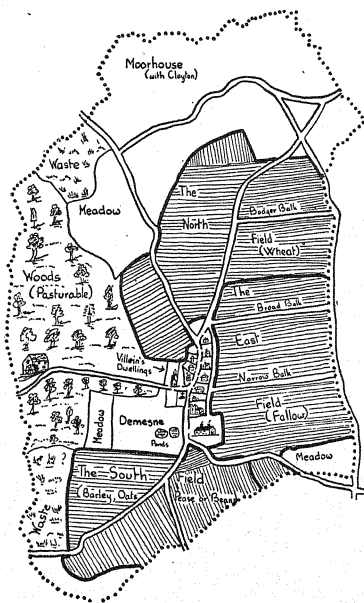 Moorhouse
(with Clayton)
Waste
Meadow
The
North
Badger Balk
Field
(Wheat)
Woods
(Pasturable)
The
Broad Balk
East
Villein's
Dwellings
Narrow Balk
Field
(Fallow)
Meadow
Demesne
Ponds
The South
Field
(Barley, Oats
Pease or Beans)
Meadow
Waste